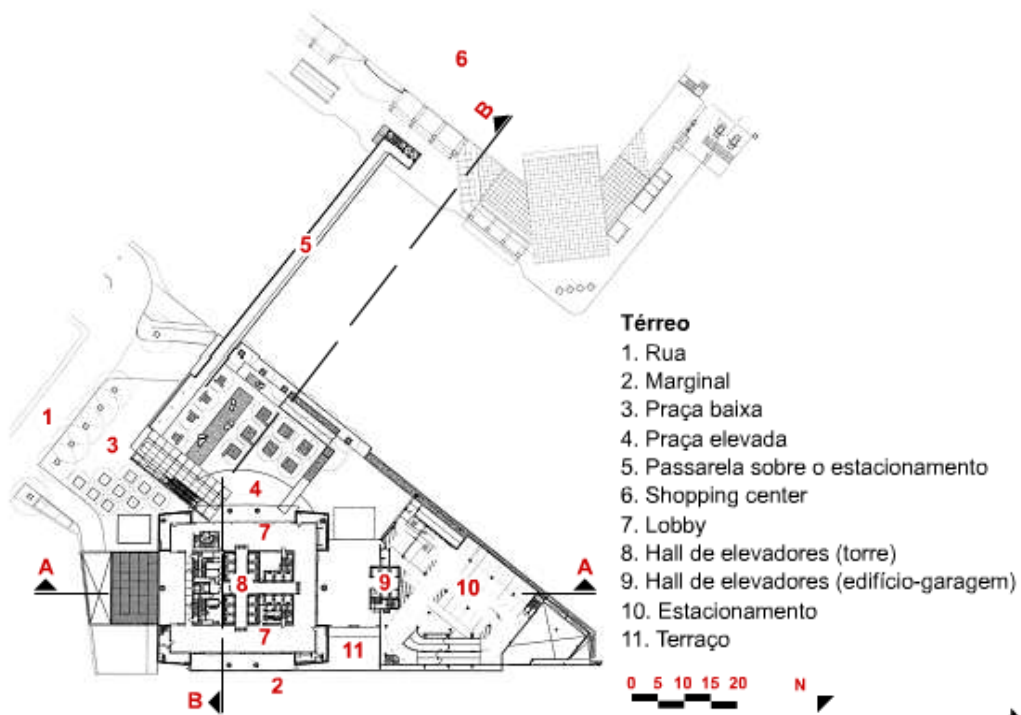 6
B
5
1
3
4
7
A
8
9
10
A
7
11
2
B
Térreo
1. Rua
2. Marginal
3. Praça baixa
4. Praça elevada
5. Passarela sobre o estacionamento
6. Shopping center
7. Lobby
8. Hall de elevadores (torre)
9. Hall de elevadores (edifício-garagem)
10. Estacionamento
11. Terraço
0 5 10 15 20
N